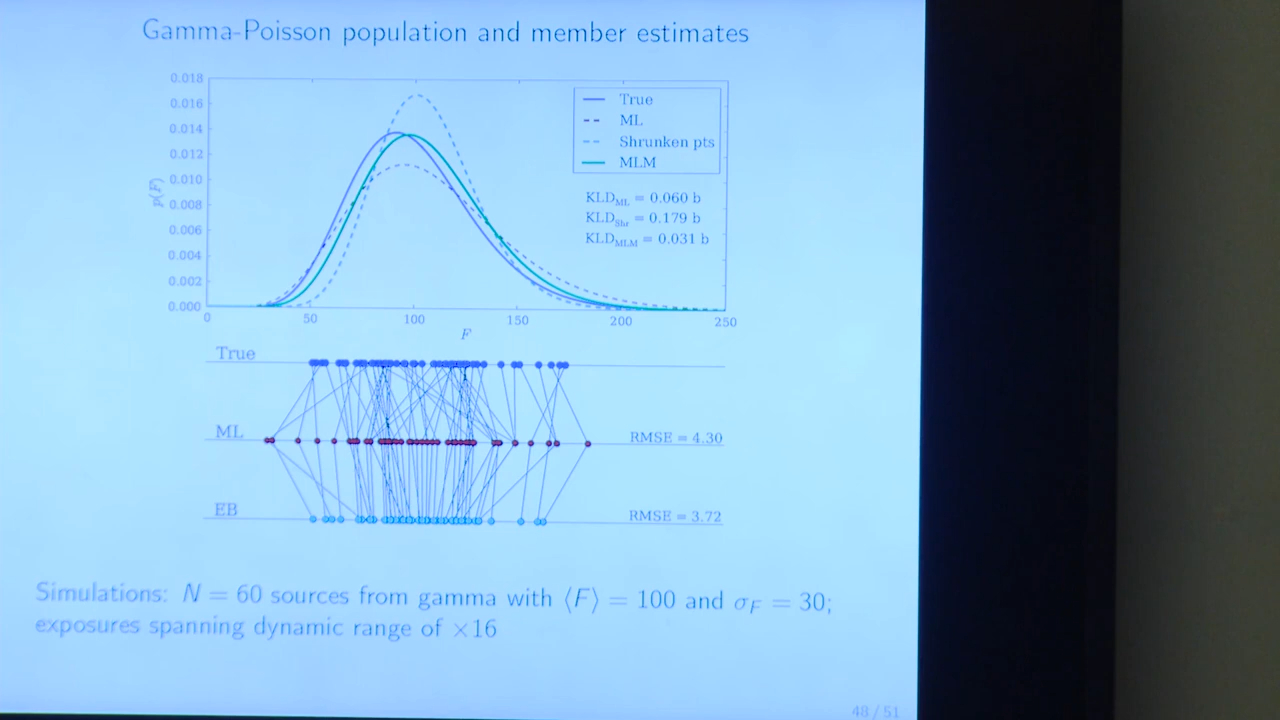 Gamma-Poisson population and member estimates
0.018
0.016
0.014
0.012
0.010
0.008
0.006
0.004
0.002
0.000
p(F)
0 50 100 150 200 250
F
True
ML
Shrunken pts
MLM
KLD_ML = 0.060 b
KLD_Shr = 0.179 b
KLD_MLM = 0.031 b
True
ML RMSE = 4.30
EB RMSE = 3.72
Simulations: N = 60 sources from gamma with ⟨F⟩ = 100 and σ_F = 30;
exposures spanning dynamic range of ×16
48 / 51